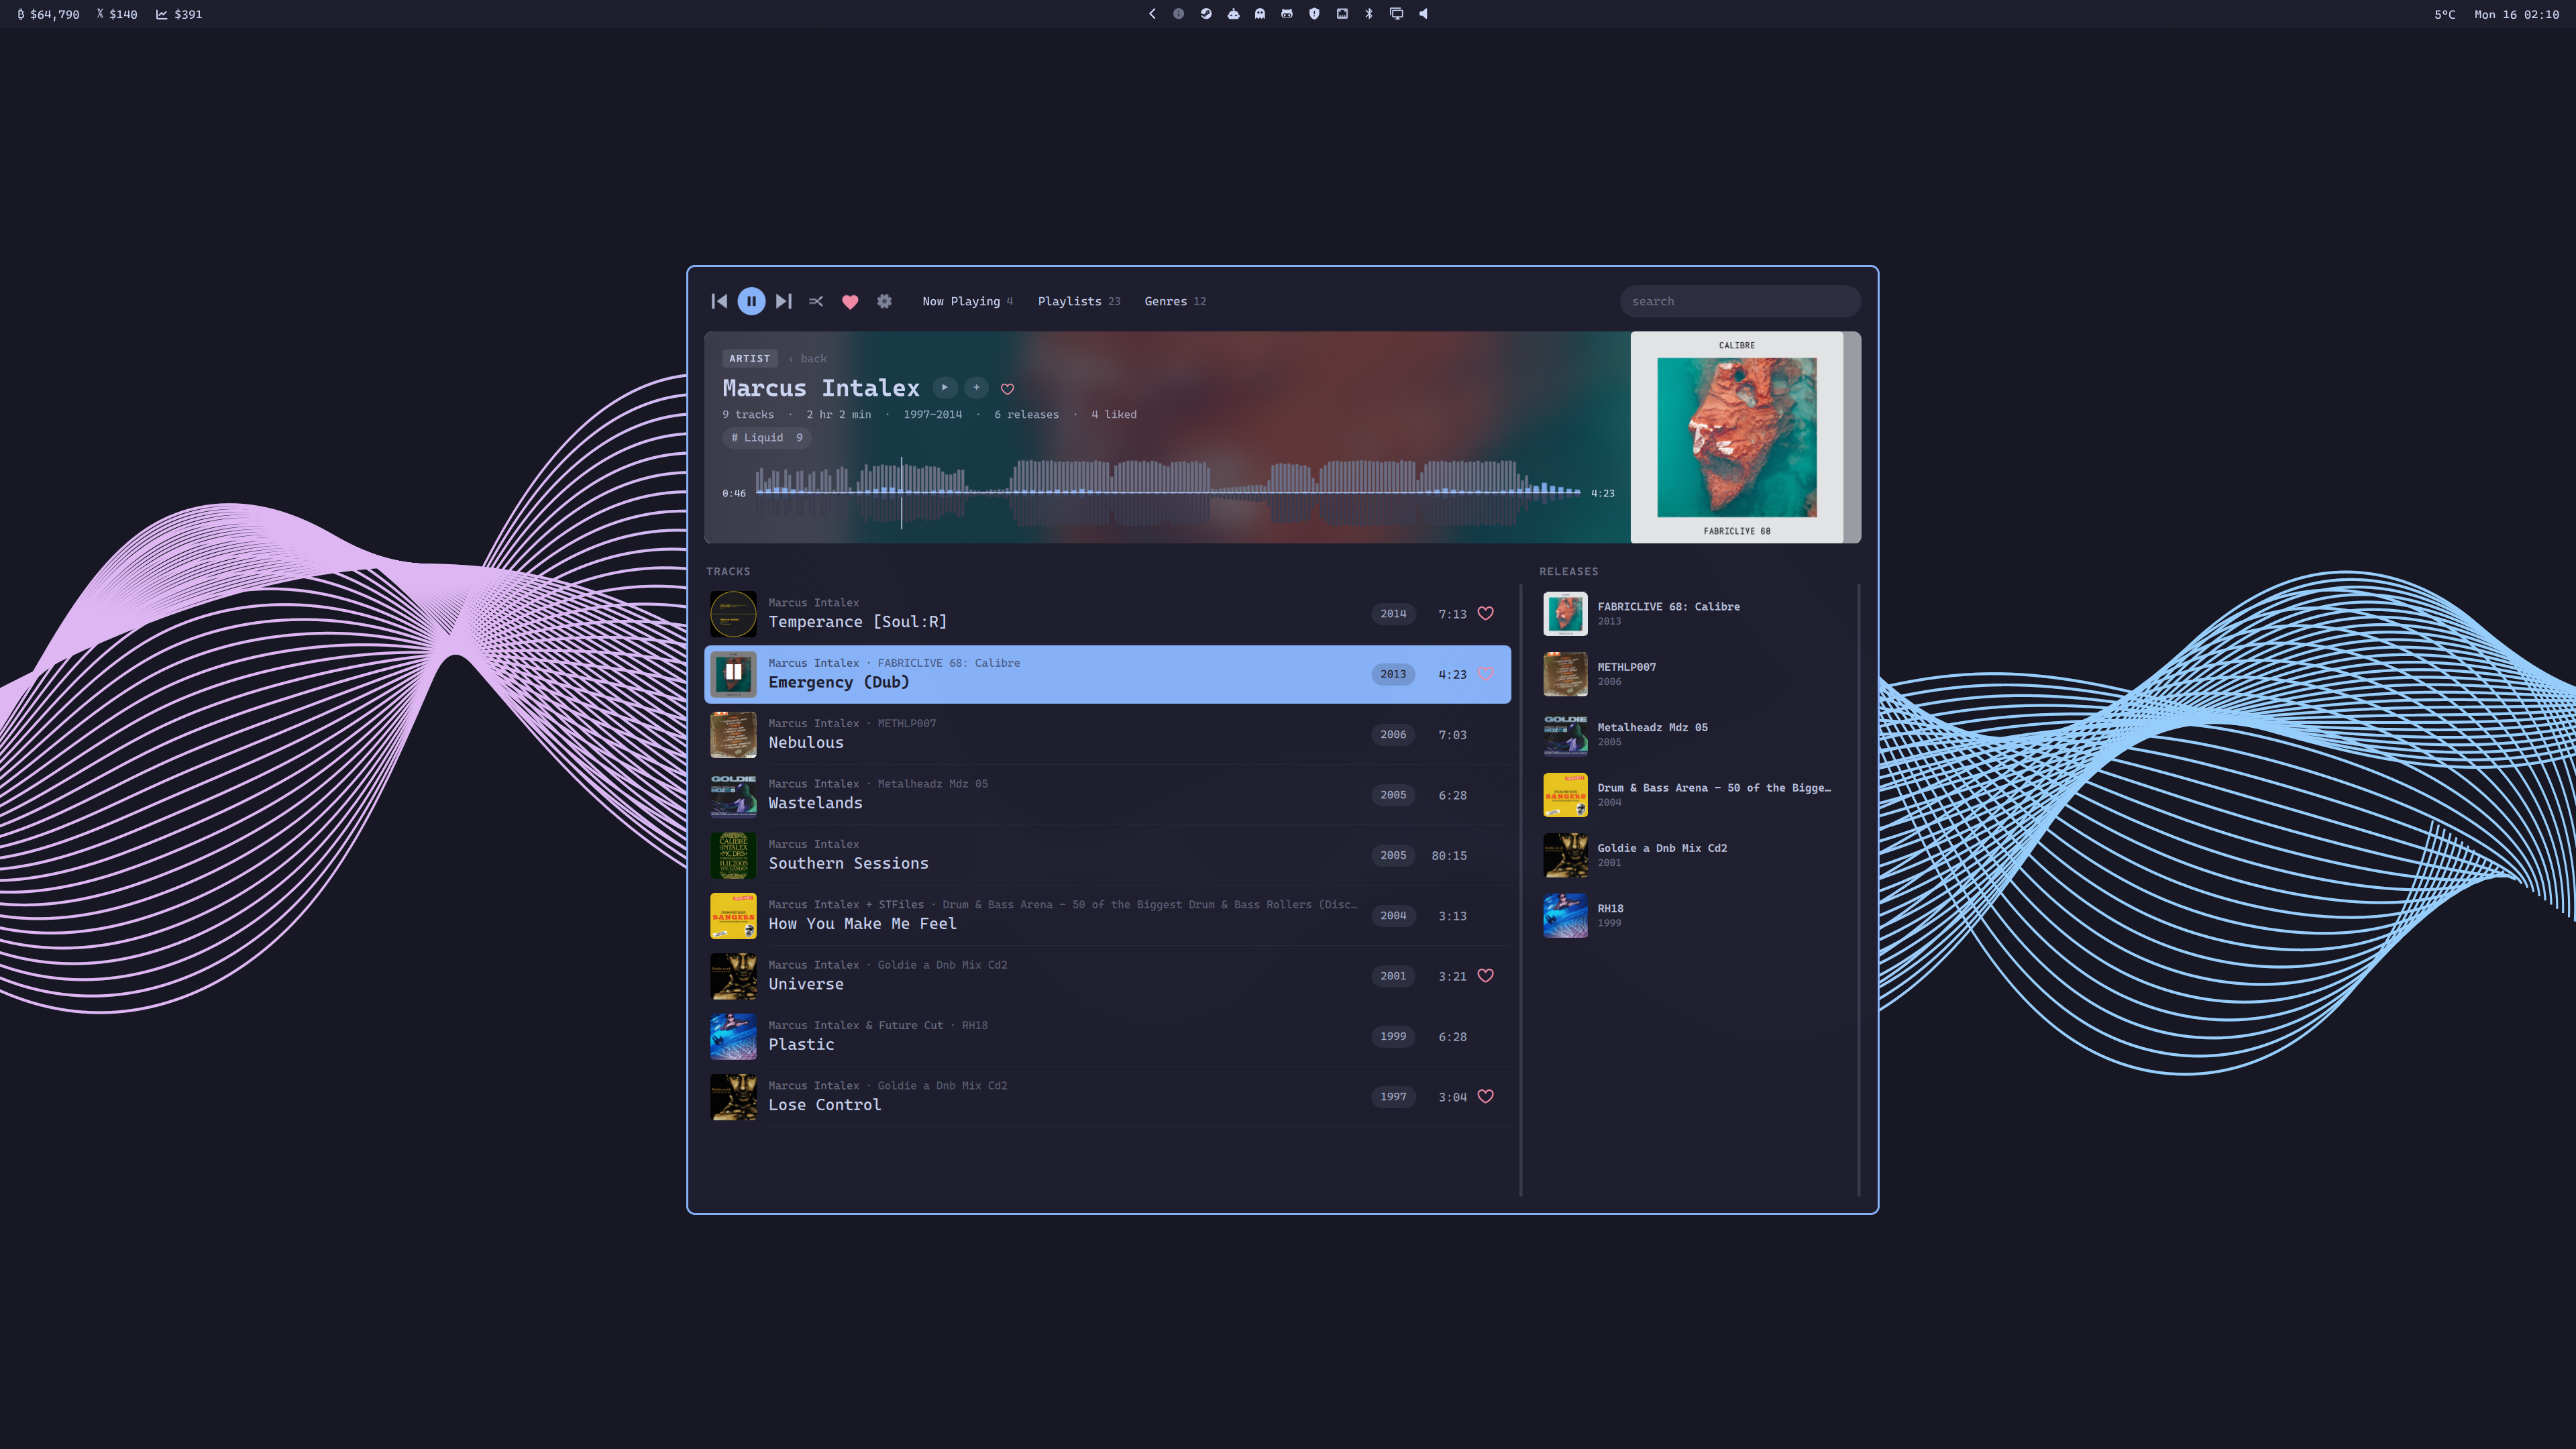 ₿ $64,790 𝕏 $140 $391
5°C Mon 16 02:10
Now Playing 4 Playlists 23 Genres 12
search
ARTIST ‹ back
Marcus Intalex
9 tracks · 2 hr 2 min · 1997–2014 · 6 releases · 4 liked
# Liquid 9
0:46
4:23
CALIBRE
FABRICLIVE 68
TRACKS
Marcus Intalex
Temperance [Soul:R]
2014 7:13
Marcus Intalex · FABRICLIVE 68: Calibre
Emergency (Dub)
2013 4:23
Marcus Intalex · METHLP007
Nebulous
2006 7:03
GOLDIE
Marcus Intalex · Metalheadz Mdz 05
Wastelands
2005 6:28
CALIBRE
INTALEX
Marcus Intalex
Southern Sessions
2005 80:15
BANGERS
Marcus Intalex + STFiles · Drum & Bass Arena – 50 of the Biggest Drum & Bass Rollers (Disc…
How You Make Me Feel
2004 3:13
Marcus Intalex · Goldie a Dnb Mix Cd2
Universe
2001 3:21
Marcus Intalex & Future Cut · RH18
Plastic
1999 6:28
Marcus Intalex · Goldie a Dnb Mix Cd2
Lose Control
1997 3:04
RELEASES
FABRICLIVE 68: Calibre
2013
METHLP007
2006
GOLDIE
Metalheadz Mdz 05
2005
BANGERS
Drum & Bass Arena – 50 of the Bigge…
2004
Goldie a Dnb Mix Cd2
2001
RH18
1999